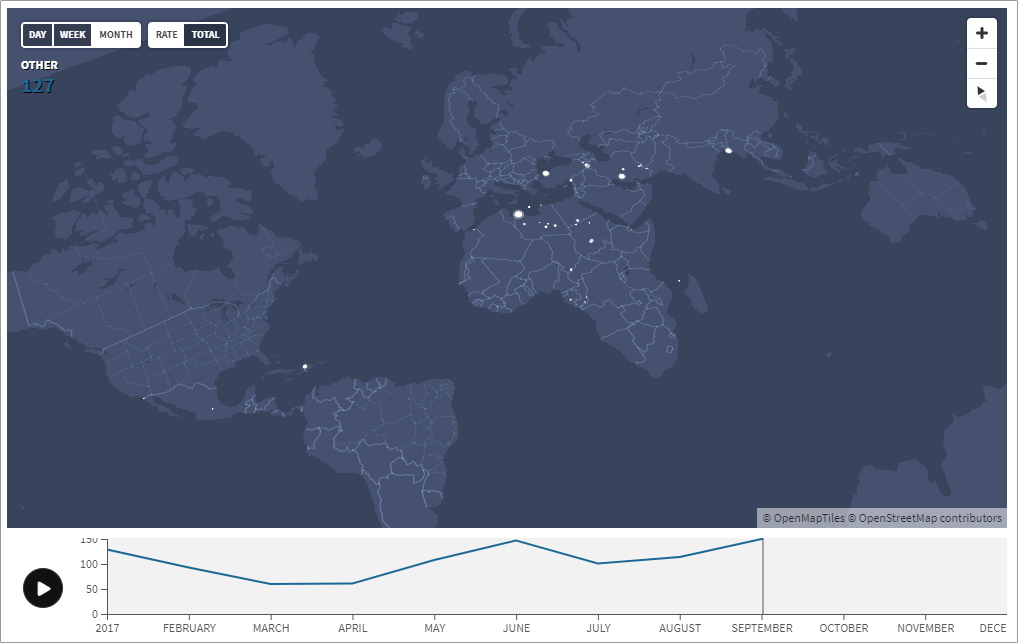 DAY WEEK MONTH RATE TOTAL
OTHER
127
© OpenMapTiles © OpenStreetMap contributors
150
100
50
0
2017 FEBRUARY MARCH APRIL MAY JUNE JULY AUGUST SEPTEMBER OCTOBER NOVEMBER DECE